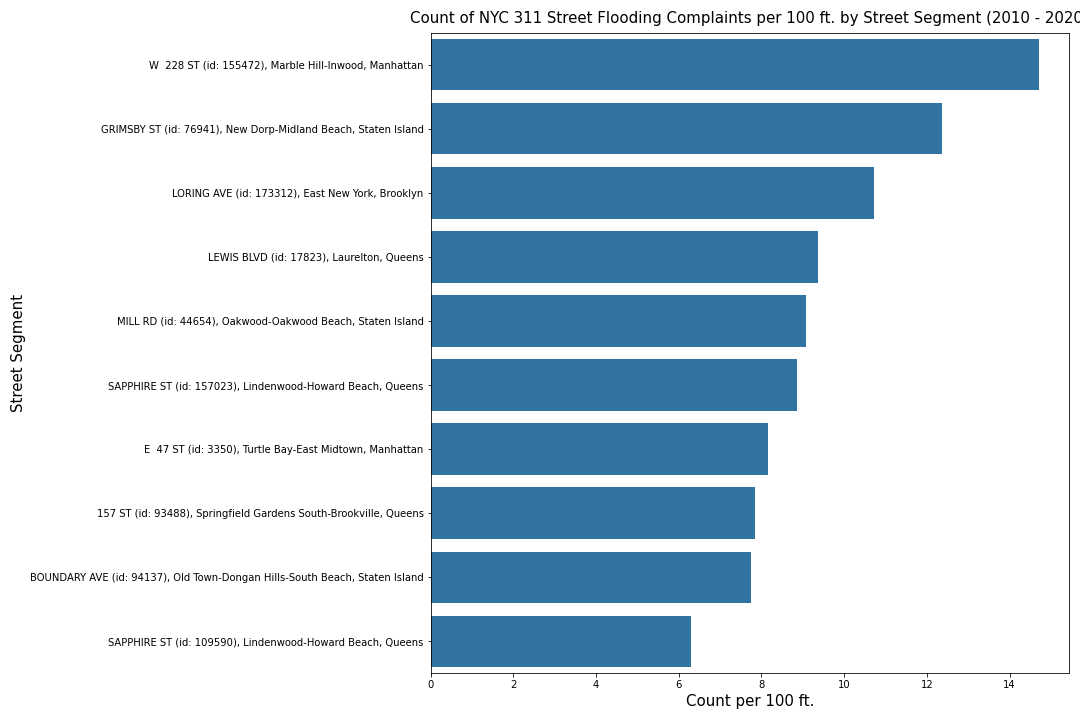 Count of NYC 311 Street Flooding Complaints per 100 ft. by Street Segment (2010 - 2020
W  228 ST (id: 155472), Marble Hill-Inwood, Manhattan
GRIMSBY ST (id: 76941), New Dorp-Midland Beach, Staten Island
LORING AVE (id: 173312), East New York, Brooklyn
LEWIS BLVD (id: 17823), Laurelton, Queens
MILL RD (id: 44654), Oakwood-Oakwood Beach, Staten Island
SAPPHIRE ST (id: 157023), Lindenwood-Howard Beach, Queens
E  47 ST (id: 3350), Turtle Bay-East Midtown, Manhattan
157 ST (id: 93488), Springfield Gardens South-Brookville, Queens
BOUNDARY AVE (id: 94137), Old Town-Dongan Hills-South Beach, Staten Island
SAPPHIRE ST (id: 109590), Lindenwood-Howard Beach, Queens
Street Segment
0 2 4 6 8 10 12 14
Count per 100 ft.